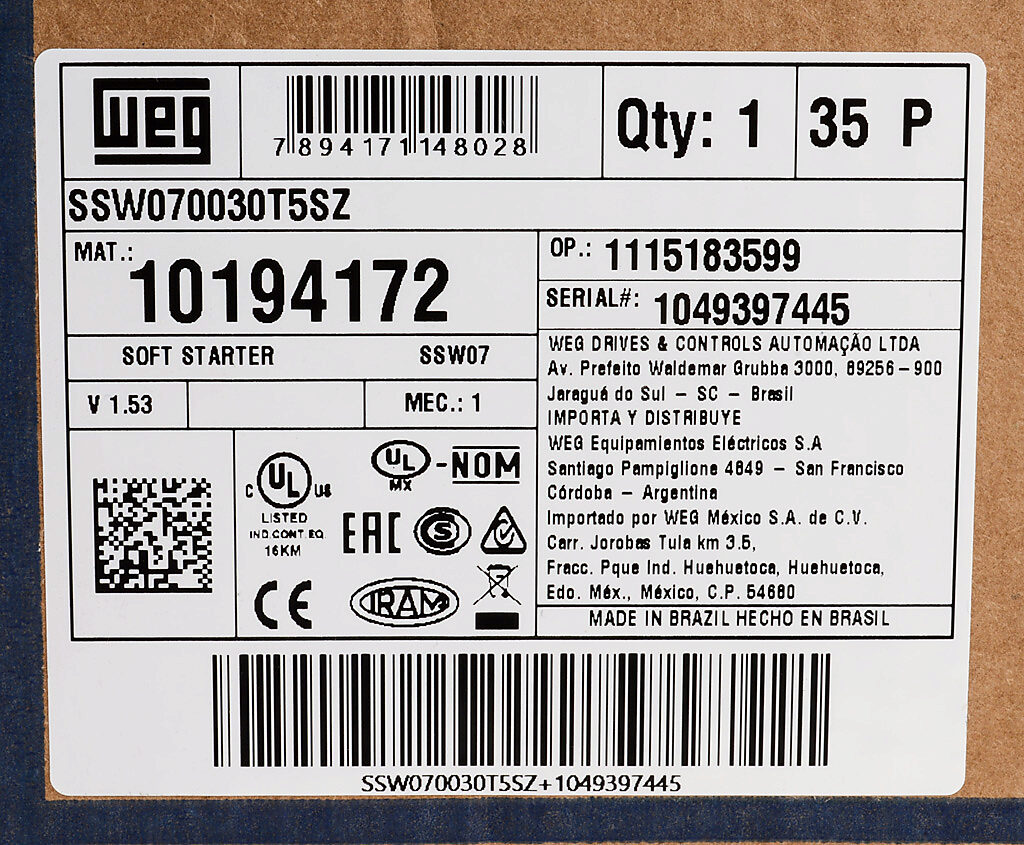 weg
7894171148028
Qty: 1
35 P
SSW070030T5SZ
MAT.:
10194172
OP.: 1115183599
SERIAL#: 1049397445
SOFT STARTER SSW07
V 1.53
MEC.: 1
WEG DRIVES & CONTROLS AUTOMAÇÃO LTDA
Av. Prefeito Waldemar Grubba 3000, 89256-900
Jaraguá do Sul - SC - Brasil
IMPORTA Y DISTRIBUYE
WEG Equipamientos Eléctricos S.A
Santiago Pampiglione 4849 - San Francisco
Córdoba - Argentina
Importado por WEG México S.A. de C.V.
Carr. Jorobas Tula km 3.5,
Fracc. Pque Ind. Huehuetoca, Huehuetoca,
Edo. Méx., México, C.P. 54680
MADE IN BRAZIL HECHO EN BRASIL
C UL US
LISTED
IND.CONT.EQ.
16KM
UL
MX
-NOM
EAC
S
CE
IRAM
SSW070030T5SZ+1049397445